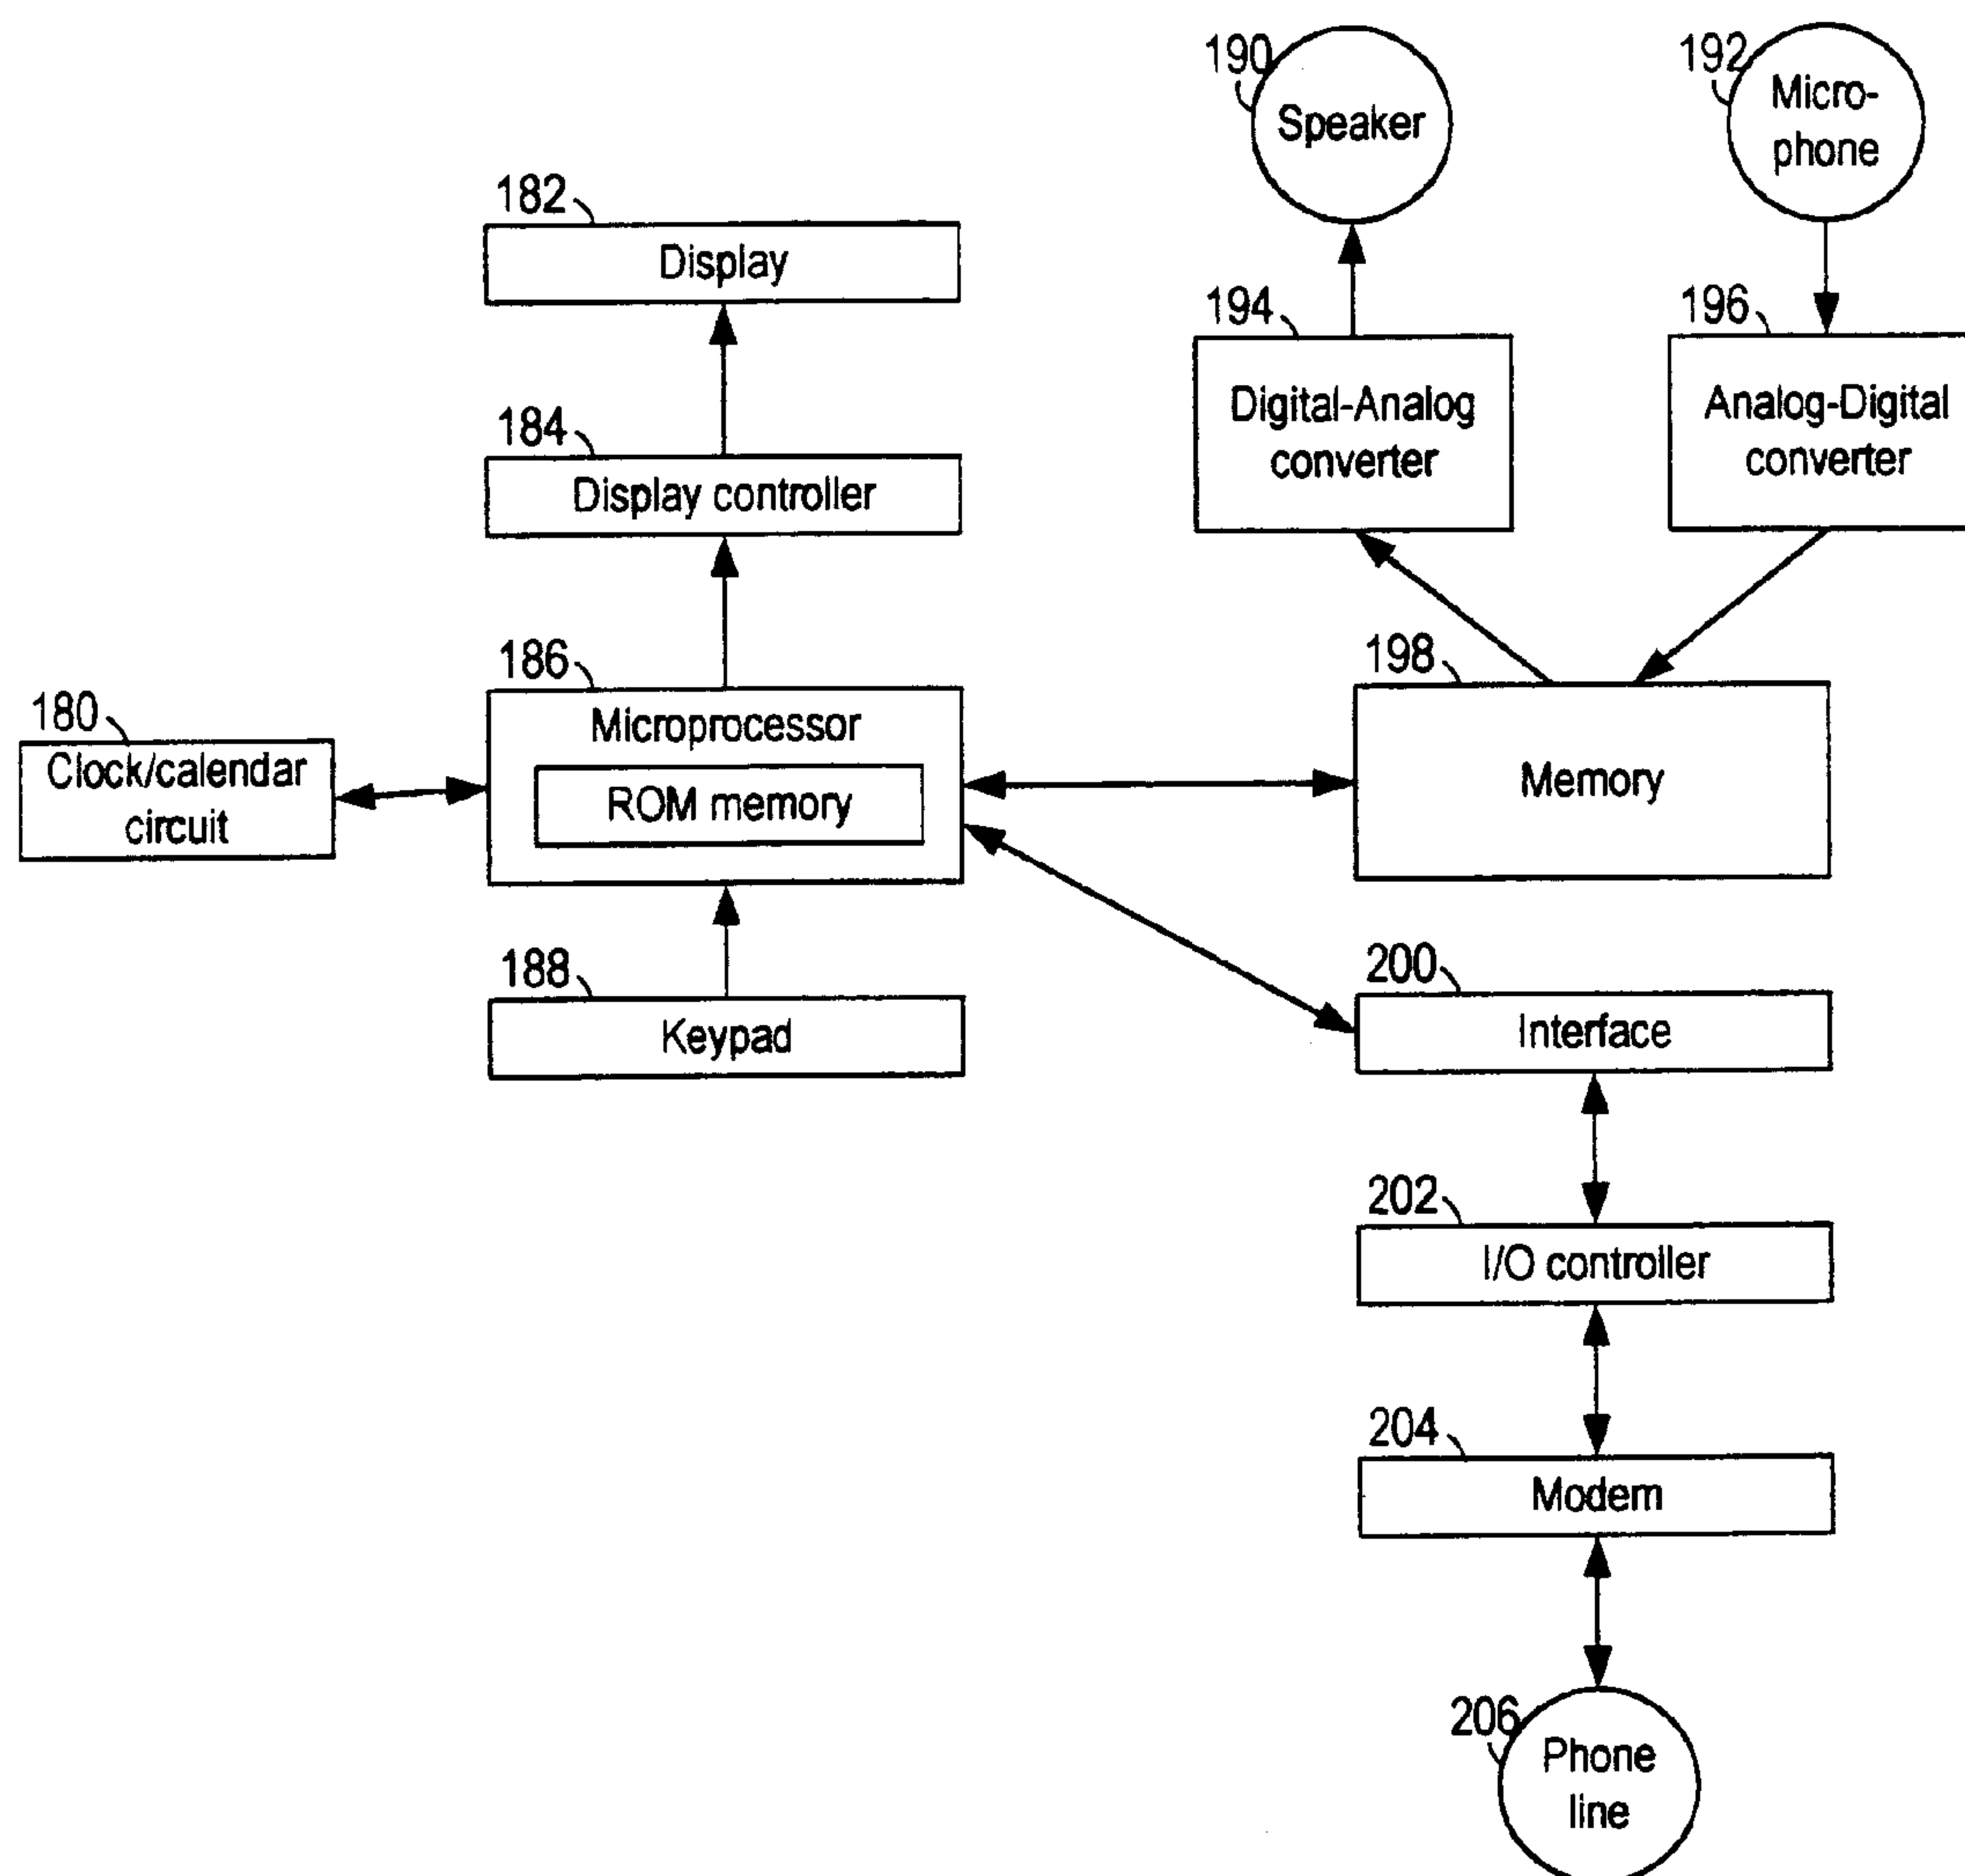 190
Speaker
192
Micro-
phone
182
Display
194
Digital-Analog
converter
196
Analog-Digital
converter
184
Display controller
186
Microprocessor
ROM memory
198
Memory
180
Clock/calendar
circuit
188
Keypad
200
Interface
202
I/O controller
204
Modem
206
Phone
line